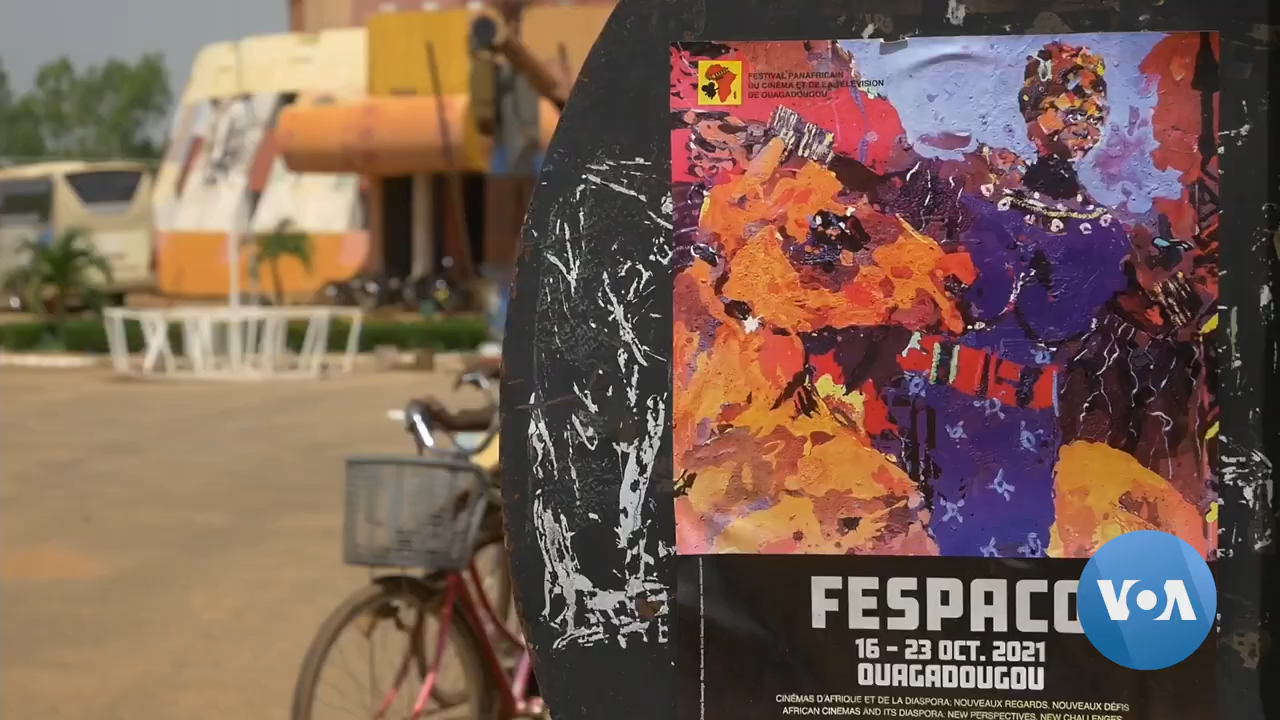 FESTIVAL PANAFRICAIN
DU CINÉMA ET DE LA TÉLÉVISION
DE OUAGADOUGOU
FESPACO
VOA
16 - 23 OCT. 2021
OUAGADOUGOU
CINÉMAS D'AFRIQUE ET DE LA DIASPORA: NOUVEAUX REGARDS, NOUVEAUX DÉFIS
AFRICAN CINEMAS AND ITS DIASPORA: NEW PERSPECTIVES, NEW CHALLENGES